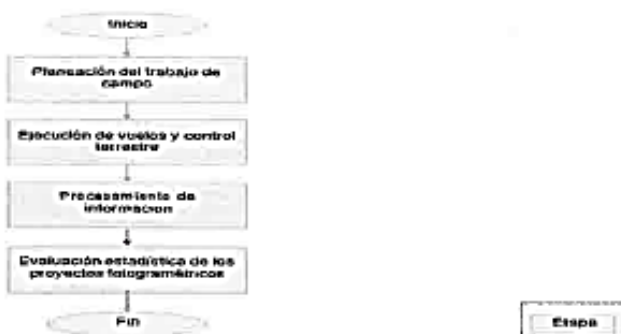 Inicio
Planeación del trabajo de
campo
Ejecución de vuelos y control
terrestre
Procesamiento de
informacion
Evaluación estadística de los
proyectos fotogramétricos
Fin
Etapa